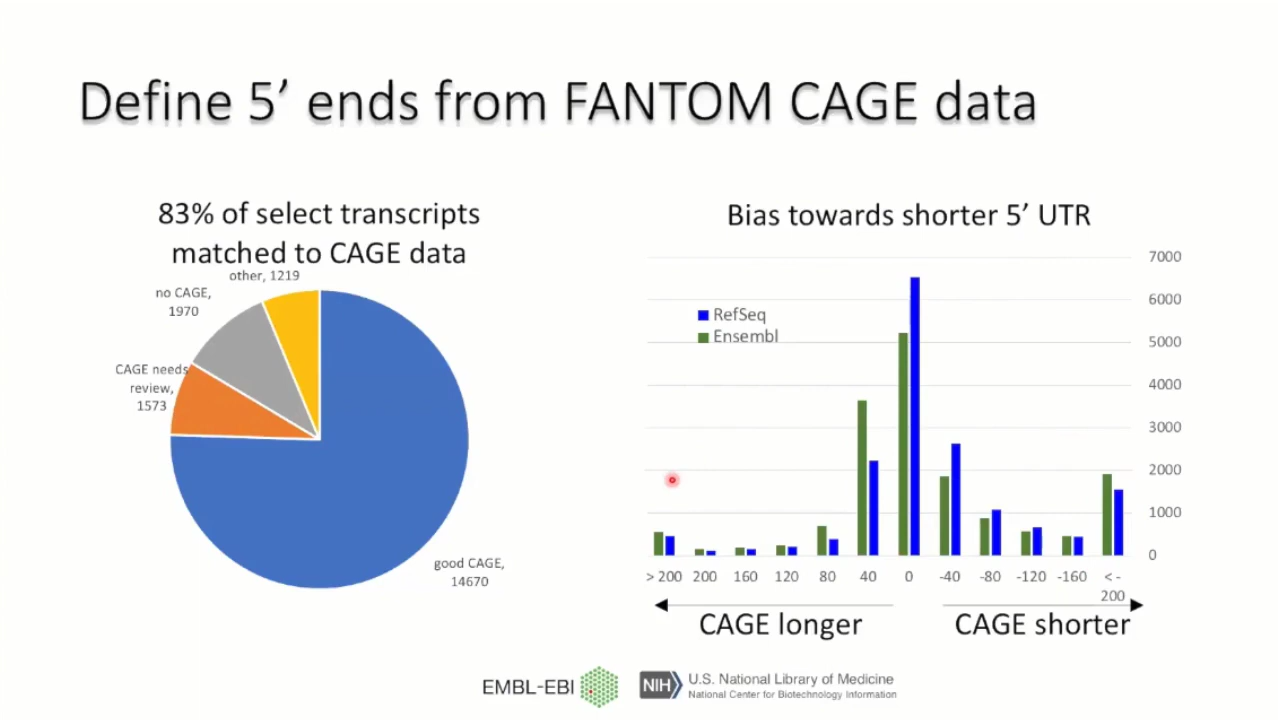 Define 5’ ends from FANTOM CAGE data
83% of select transcripts
matched to CAGE data
other, 1219
no CAGE,
1970
CAGE needs
review,
1573
good CAGE,
14670
Bias towards shorter 5’ UTR
7000
6000
5000
4000
3000
2000
1000
0
RefSeq
Ensembl
> 200 200 160 120 80 40 0 -40 -80 -120 -160 < -
200
CAGE longer
CAGE shorter
EMBL-EBI
NIH
U.S. National Library of Medicine
National Center for Biotechnology Information